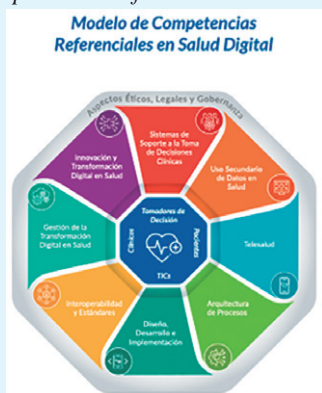 Modelo de Competencias
Referenciales en Salud Digital
Aspectos Éticos, Legales y Gobernanza
Sistemas de
Soporte a la Toma
de Decisiones
Clínicas
Innovación y
Transformación
Digital en Salud
Uso Secundario
de Datos en
Salud
Tomadores de
Decisión
Clínicos
Pacientes
TICs
Gestión de la
Transformación
Digital en Salud
Telesalud
Interoperabilidad
y Estándares
Arquitectura
de Procesos
Diseño,
Desarrollo e
Implementación